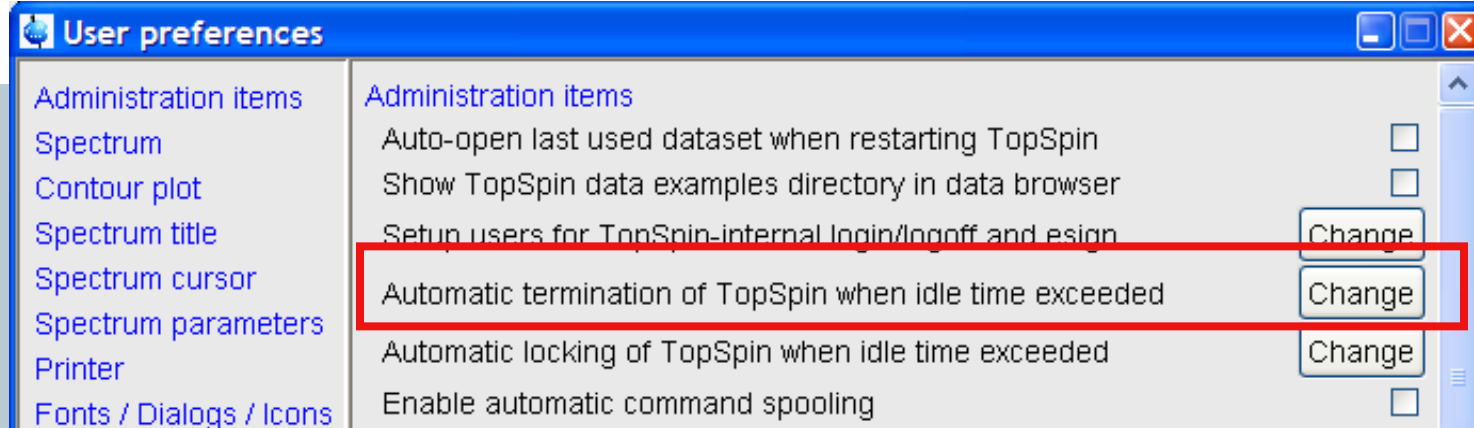 User preferences
Administration items
Spectrum
Contour plot
Spectrum title
Spectrum cursor
Spectrum parameters
Printer
Fonts / Dialogs / Icons
Administration items
Auto-open last used dataset when restarting TopSpin
Show TopSpin data examples directory in data browser
Setup users for TopSpin-internal login/logoff and esign Change
Automatic termination of TopSpin when idle time exceeded Change
Automatic locking of TopSpin when idle time exceeded Change
Enable automatic command spooling